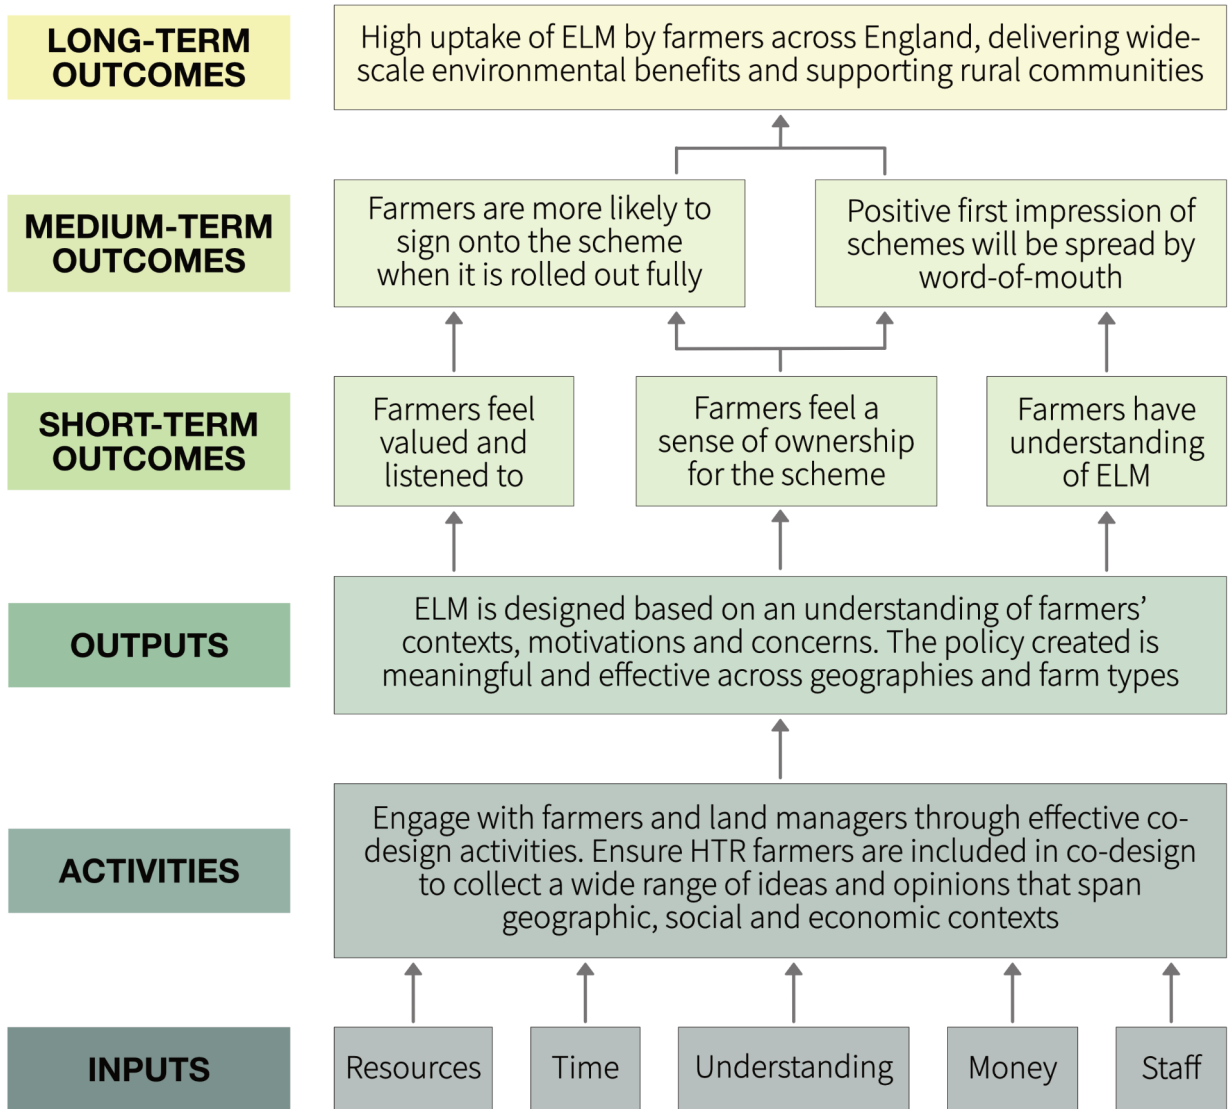 LONG-TERM
OUTCOMES
High uptake of ELM by farmers across England, delivering wide-
scale environmental benefits and supporting rural communities
MEDIUM-TERM
OUTCOMES
Farmers are more likely to
sign onto the scheme
when it is rolled out fully
Positive first impression of
schemes will be spread by
word-of-mouth
SHORT-TERM
OUTCOMES
Farmers feel
valued and
listened to
Farmers feel a
sense of ownership
for the scheme
Farmers have
understanding
of ELM
OUTPUTS
ELM is designed based on an understanding of farmers’
contexts, motivations and concerns. The policy created is
meaningful and effective across geographies and farm types
ACTIVITIES
Engage with farmers and land managers through effective co-
design activities. Ensure HTR farmers are included in co-design
to collect a wide range of ideas and opinions that span
geographic, social and economic contexts
INPUTS
Resources
Time
Understanding
Money
Staff